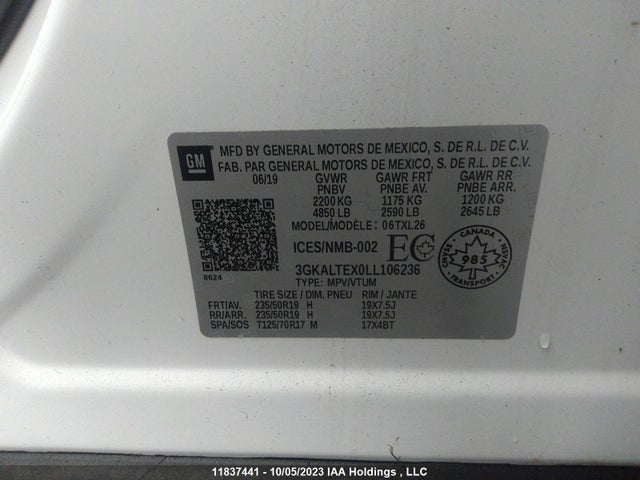 GM
MFD BY GENERAL MOTORS DE MEXICO, S. DE R.L. DE C.V.
FAB. PAR GENERAL MOTORS DE MEXICO, S. DE R.L. DE C.V.
06/19 GVWR GAWR FRT GAWR RR
PNBV PNBE AV. PNBE ARR.
2200 KG 1175 KG 1200 KG
4850 LB 2590 LB 2645 LB
MODEL/MODÈLE: 06TXL26
ICES/NMB-002 EC
CANADA 985
3GKALTEX0LL106236
8624
TYPE: MPV/VTUM
TIRE SIZE / DIM. PNEU RIM / JANTE
FRT/AV. 235/50R19 H 19X7.5J
RR/ARR. 235/50R19 H 19X7.5J
SPA/SOS T125/70R17 M 17X4BT
11837441 - 10/05/2023 IAA Holdings , LLC